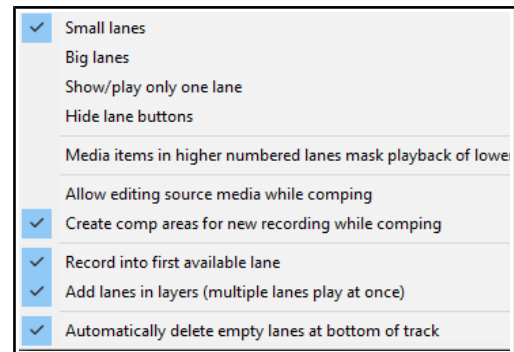 Small lanes
Big lanes
Show/play only one lane
Hide lane buttons
Media items in higher numbered lanes mask playback of lowe
Allow editing source media while comping
Create comp areas for new recording while comping
Record into first available lane
Add lanes in layers (multiple lanes play at once)
Automatically delete empty lanes at bottom of track